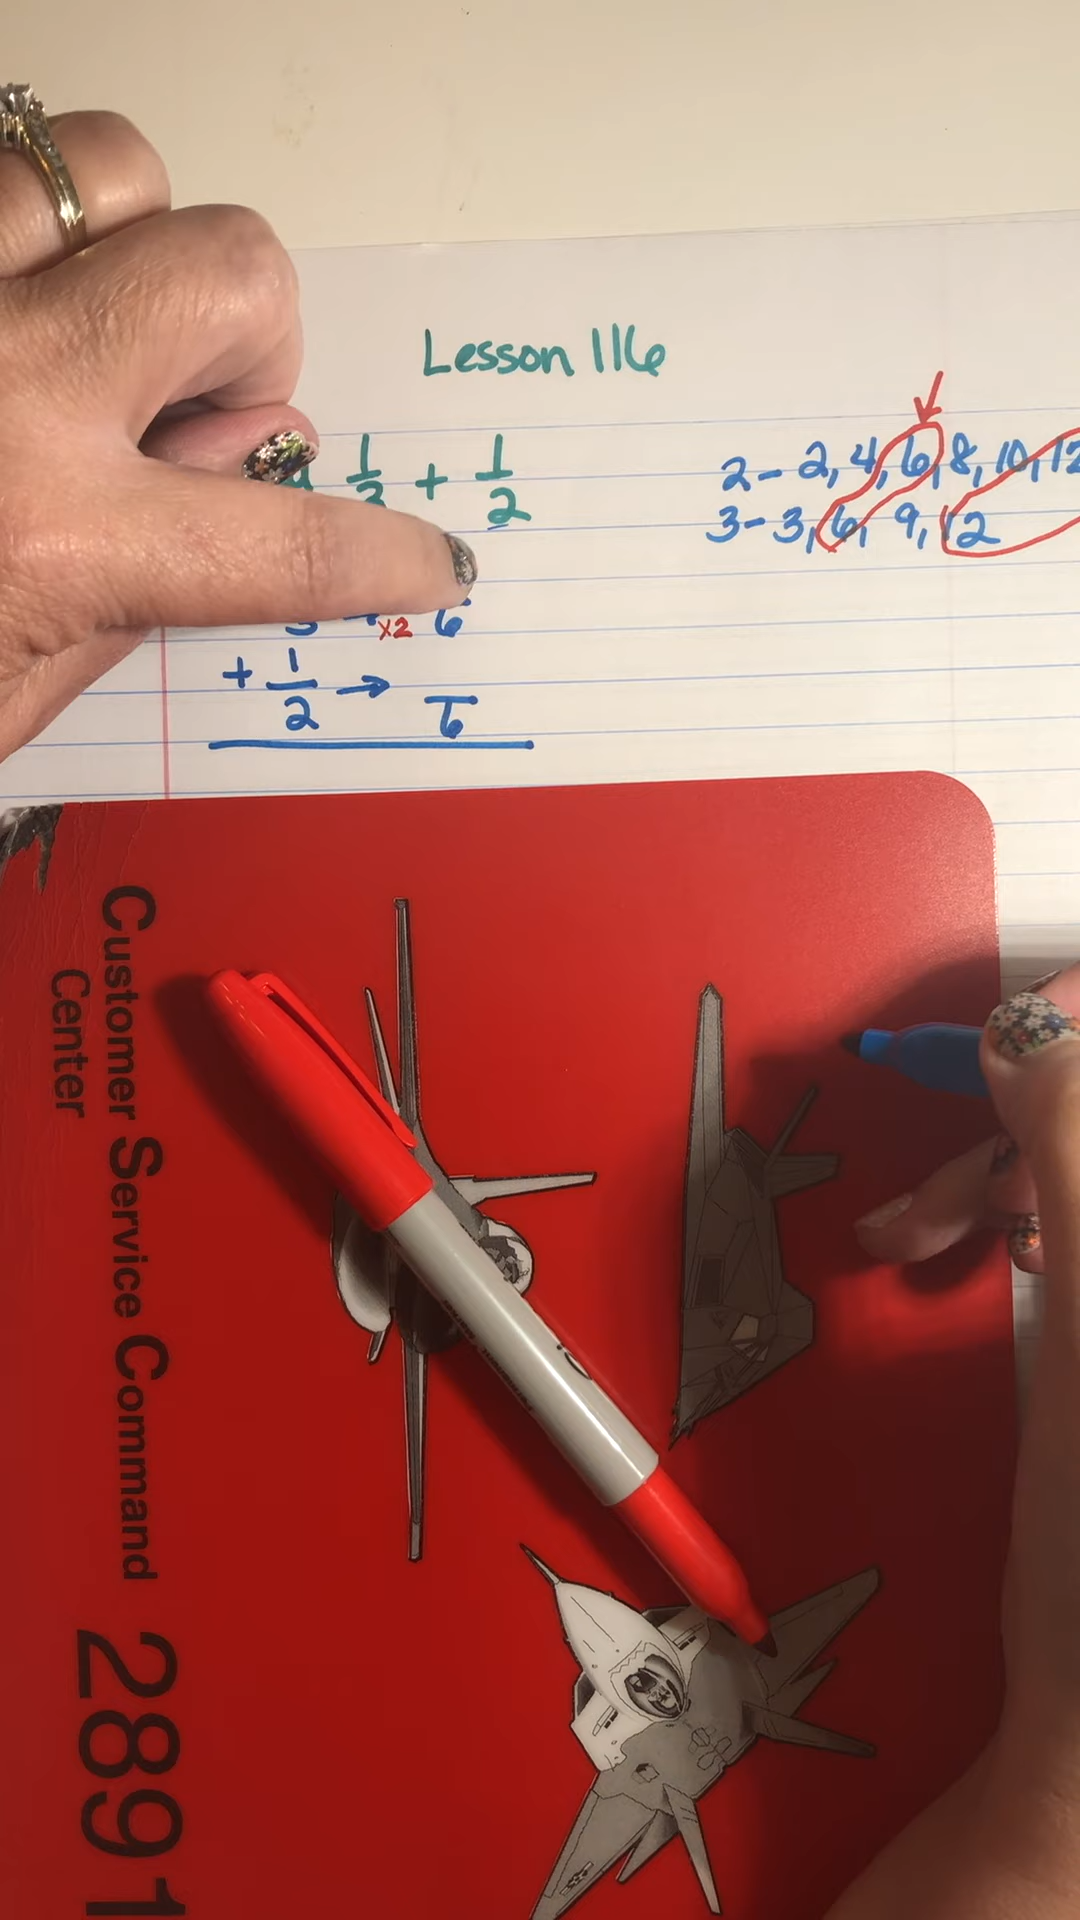 Lesson 116
1/3 + 1/2
2 - 2, 4, 6, 8, 10, 12
3 - 3, 6, 9, 12
3 x2 6
+ 1/2 → /6
Customer Service Command
Center
2891